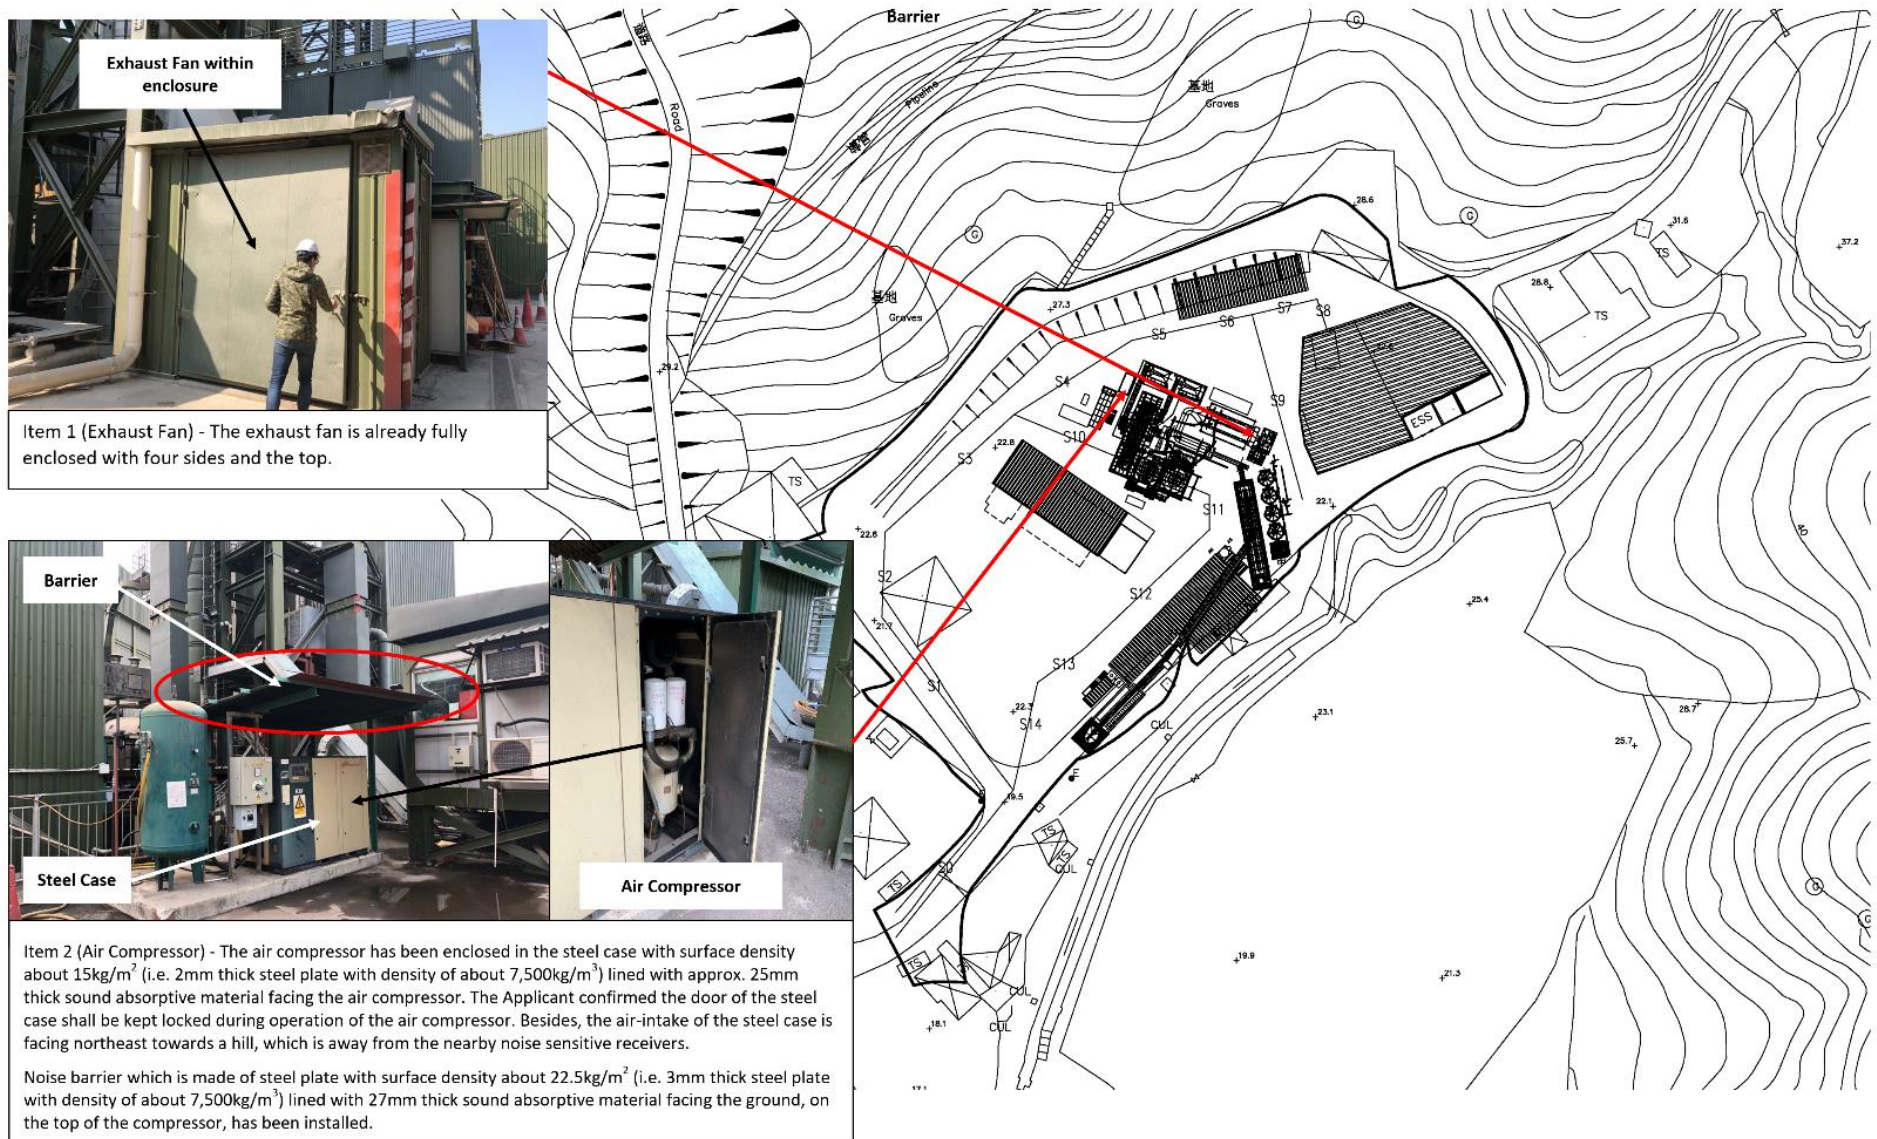 Exhaust Fan within
enclosure
Item 1 (Exhaust Fan) - The exhaust fan is already fully
enclosed with four sides and the top.
Barrier
Steel Case
Air Compressor
Item 2 (Air Compressor) - The air compressor has been enclosed in the steel case with surface density
about 15kg/m² (i.e. 2mm thick steel plate with density of about 7,500kg/m³) lined with approx. 25mm
thick sound absorptive material facing the air compressor. The Applicant confirmed the door of the steel
case shall be kept locked during operation of the air compressor. Besides, the air-intake of the steel case is
facing northeast towards a hill, which is away from the nearby noise sensitive receivers.
Noise barrier which is made of steel plate with surface density about 22.5kg/m² (i.e. 3mm thick steel plate
with density of about 7,500kg/m³) lined with 27mm thick sound absorptive material facing the ground, on
the top of the compressor, has been installed.
Barrier
G
Road
Pipeline
墓地
Graves
G
28.6
31.6
TS
37.2
墓地
Graves
27.3
28.8
TS
S7
S8
S6
S5
29.2
S4
S9
ESS
S10
22.8
S3
TS
22.1
S11
22.8
40
S2
S12
25.4
21.7
S13
S1
22.3
S14
28.7
23.1
CUL
25.7
F
19.5
TS
TS
CUL
G
TS
G
TS
TS
19.9
21.3
CUL
18.1
CUL
17.1